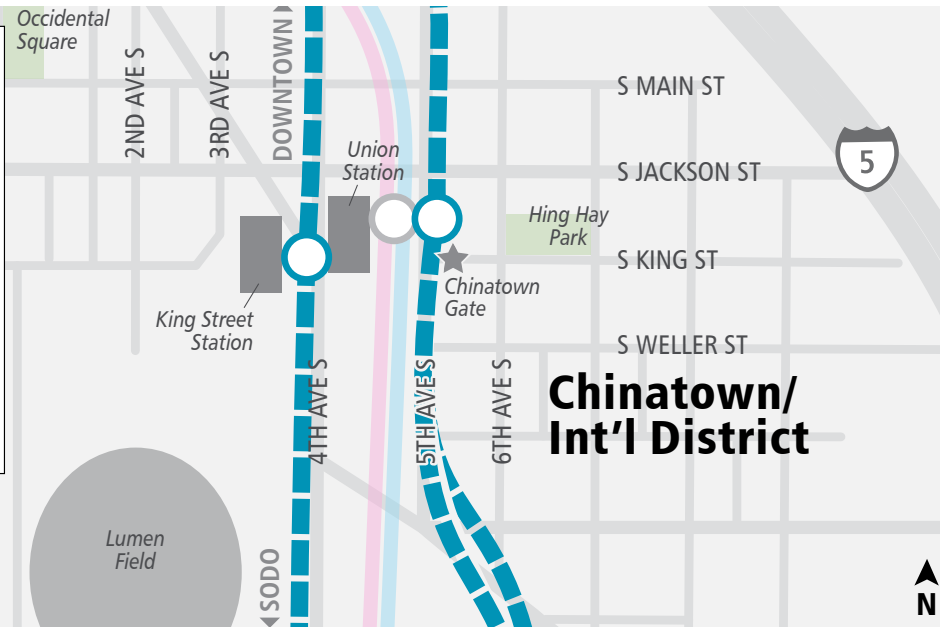 Occidental
Square
2ND AVE S
3RD AVE S
DOWNTOWN
S MAIN ST
Union
Station
S JACKSON ST
5
Hing Hay
Park
S KING ST
Chinatown
Gate
King Street
Station
S WELLER ST
4TH AVE S
5TH AVE S
6TH AVE S
Chinatown/
Int'l District
Lumen
Field
SODO
N